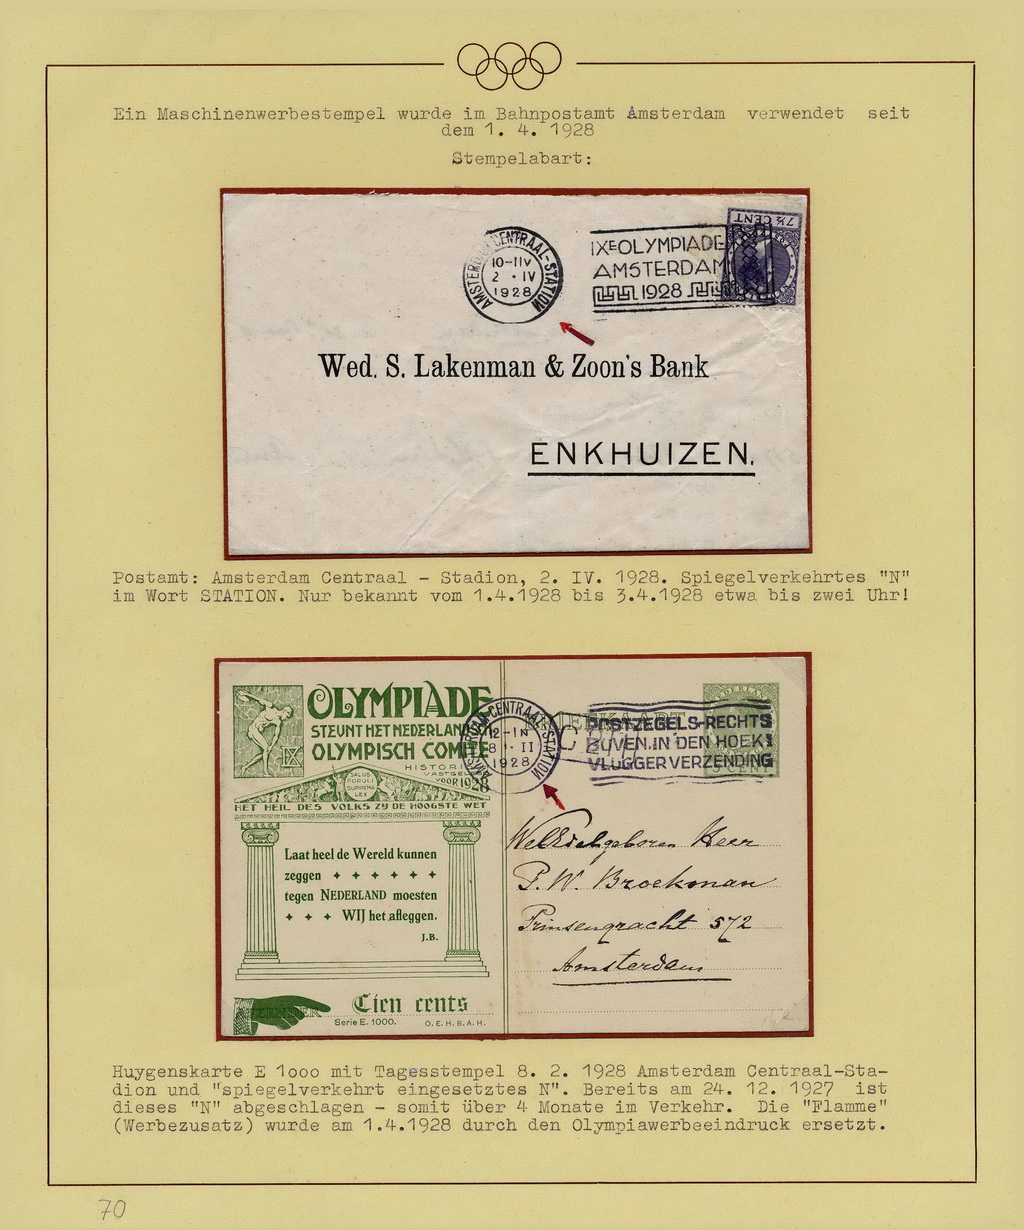 Ein Maschinenwerbestempel wurde im Bahnpostamt Amsterdam verwendet seit
dem 1. 4. 1928
Stempelabart:
AMSTERDAM CENTRAAL-STATION
10-11V
2 • IV
1928
IXE OLYMPIADE
AMSTERDAM
1928
7½ CENT
Wed. S. Lakenman & Zoon's Bank
ENKHUIZEN.
Postamt: Amsterdam Centraal - Stadion, 2. IV. 1928. Spiegelverkehrtes "N"
im Wort STATION. Nur bekannt vom 1.4.1928 bis 3.4.1928 etwa bis zwei Uhr!
OLYMPIADE
STEUNT HET NEDERLANDSCH
OLYMPISCH COMITE
HISTORISCH
VASTGELEGD
VOOR 1928
SALUS
POPULI
SUPREMA
LEX
HET HEIL DES VOLKS ZIJ DE HOOGSTE WET
Laat heel de Wereld kunnen
zeggen + + + + + +
tegen NEDERLAND moesten
+ + + WIJ het afleggen.
J.B.
Cien cents
Serie E. 1000. O.E.H.B.A.H.
AMSTERDAM CENTRAAL STATION
12-1N
8 • II
1928
BRIEFKAART
POSTZEGELS-RECHTS
BOVEN.IN DEN HOEK!
VLUGGER VERZENDING
NEDERLAND
5 CENT
WelEdelgeboren Heer
P. W. Broekman
Prinsengracht 572
Amsterdam
Huygenskarte E 1ooo mit Tagesstempel 8. 2. 1928 Amsterdam Centraal-Sta-
dion und "spiegelverkehrt eingesetztes N". Bereits am 24. 12. 1927 ist
dieses "N" abgeschlagen - somit über 4 Monate im Verkehr. Die "Flamme"
(Werbezusatz) wurde am 1.4.1928 durch den Olympiawerbeeindruck ersetzt.
70